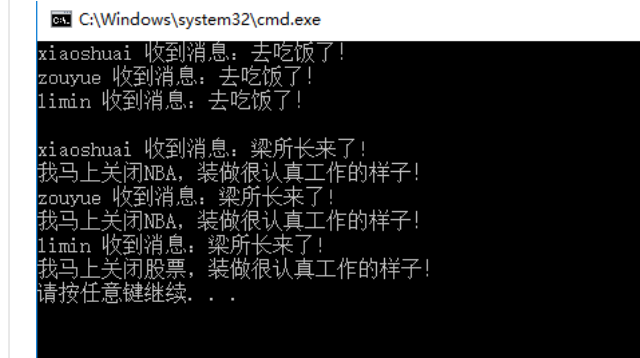 C:\Windows\system32\cmd.exe
xiaoshuai 收到消息：去吃饭了！
zouyue 收到消息：去吃饭了！
limin 收到消息：去吃饭了！
xiaoshuai 收到消息：梁所长来了！
我马上关闭NBA，装做很认真工作的样子！
zouyue 收到消息：梁所长来了！
我马上关闭NBA，装做很认真工作的样子！
limin 收到消息：梁所长来了！
我马上关闭股票，装做很认真工作的样子！
请按任意键继续. . .